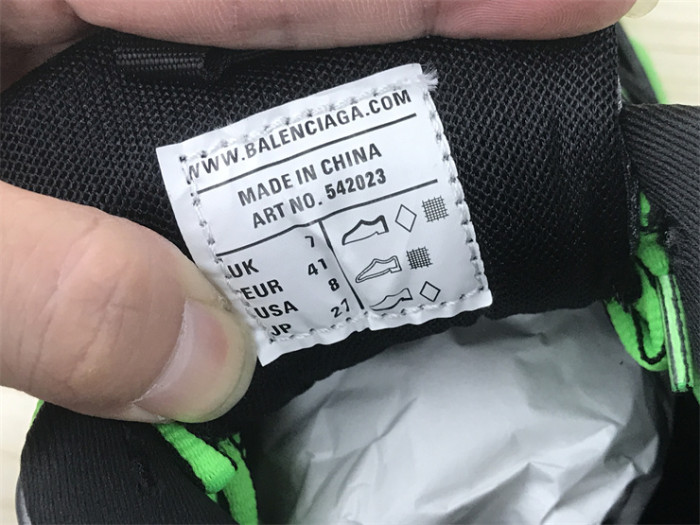 WWW.BALENCIAGA.COM
MADE IN CHINA
ART NO. 542023
UK 7
EUR 41
USA 8
JP 27